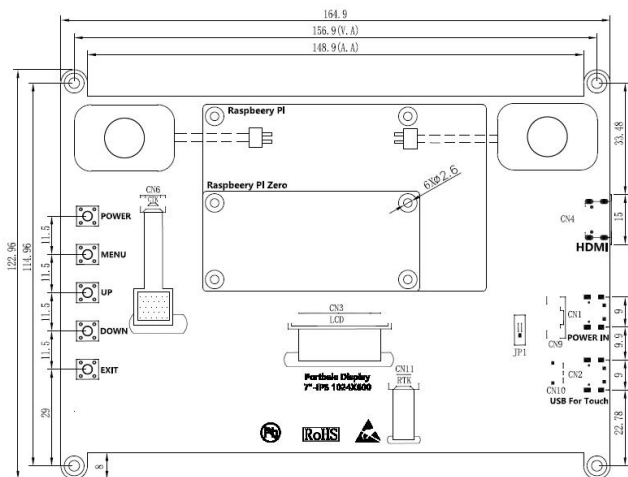 164.9
156.9(V.A)
148.9(A.A)
Raspbeery PI
33.48
6XØ2.6
Raspbeery PI Zero
CN6
POWER
CN4
15
HDMI
11.5
MENU
122.96
114.96
11.5
UP
CN3
LCD
11.5
DOWN
JP1
CN1
9
POWER IN
CN9
9.9
11.5
EXIT
Portbale Display
7"-IPS 1024X600
CN11
RTK
CN2
9
CN10
USB For Touch
29
22.78
Pb
RoHS
8